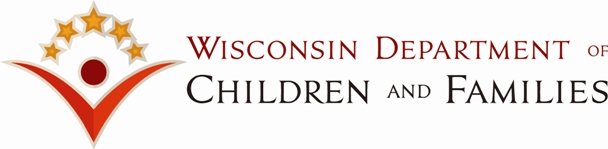 Wisconsin Department of
Children and Families